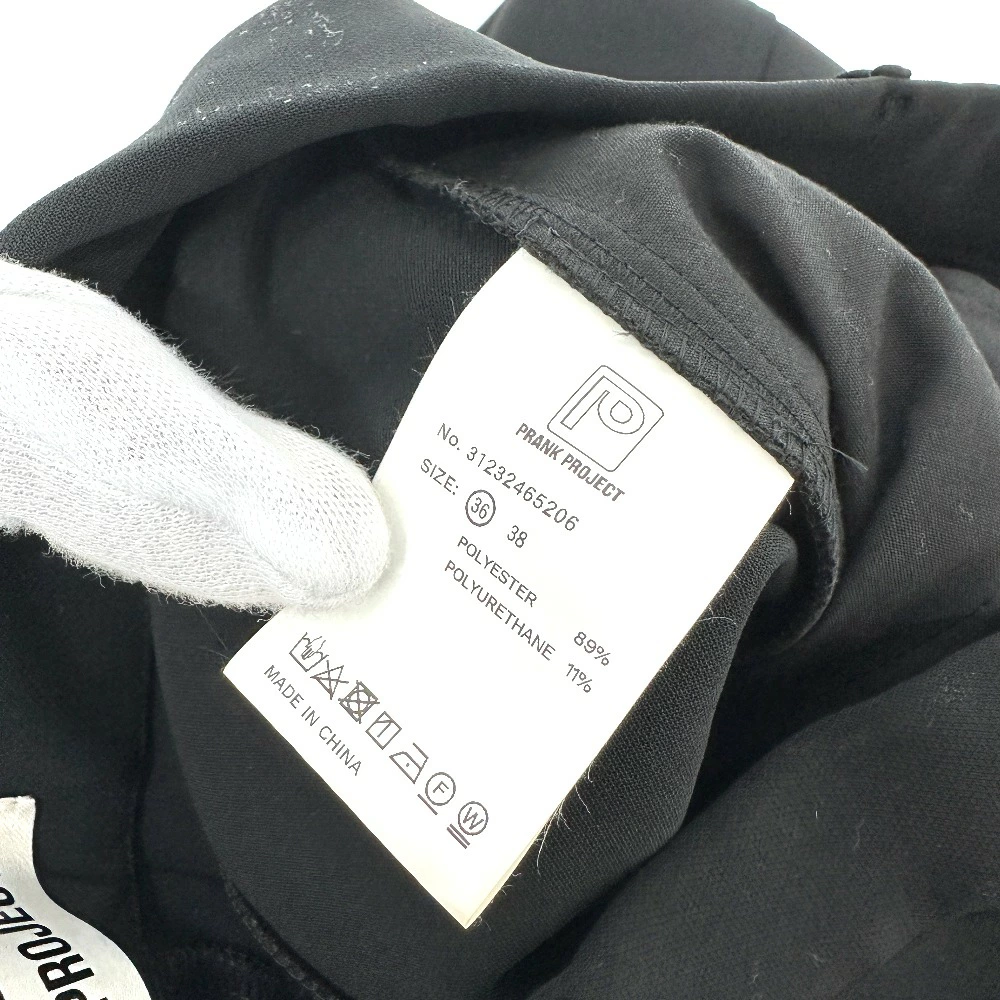 PRANK PROJECT
No. 31232465206
SIZE: 36 38
POLYESTER 89%
POLYURETHANE 11%
F W
MADE IN CHINA
PROJEC